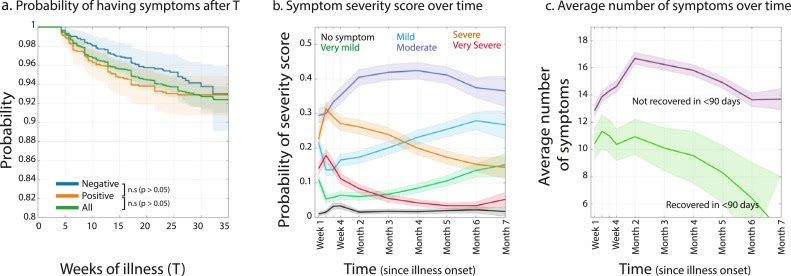 a. Probability of having symptoms after T
Probability
1
0.98
0.96
0.94
0.92
0.9
0.88
0.86
0.84
0.82
0.8
0
5
10
15
20
25
30
35
Negative
Positive
All
n.s (p > 0.05)
n.s (p > 0.05)
Weeks of illness (T)
b. Symptom severity score over time
Probability of severity score
0.5
0.4
0.3
0.2
0.1
0
No symptom
Very mild
Mild
Moderate
Severe
Very Severe
Week 1
Week 4
Month 2
Month 3
Month 4
Month 5
Month 6
Month 7
Time (since illness onset)
c. Average number of symptoms over time
Average number
of symptoms
18
16
14
12
10
8
6
Not recovered in <90 days
Recovered in <90 days
Week 1
Week 4
Month 2
Month 3
Month 4
Month 5
Month 6
Month 7
Time (since illness onset)